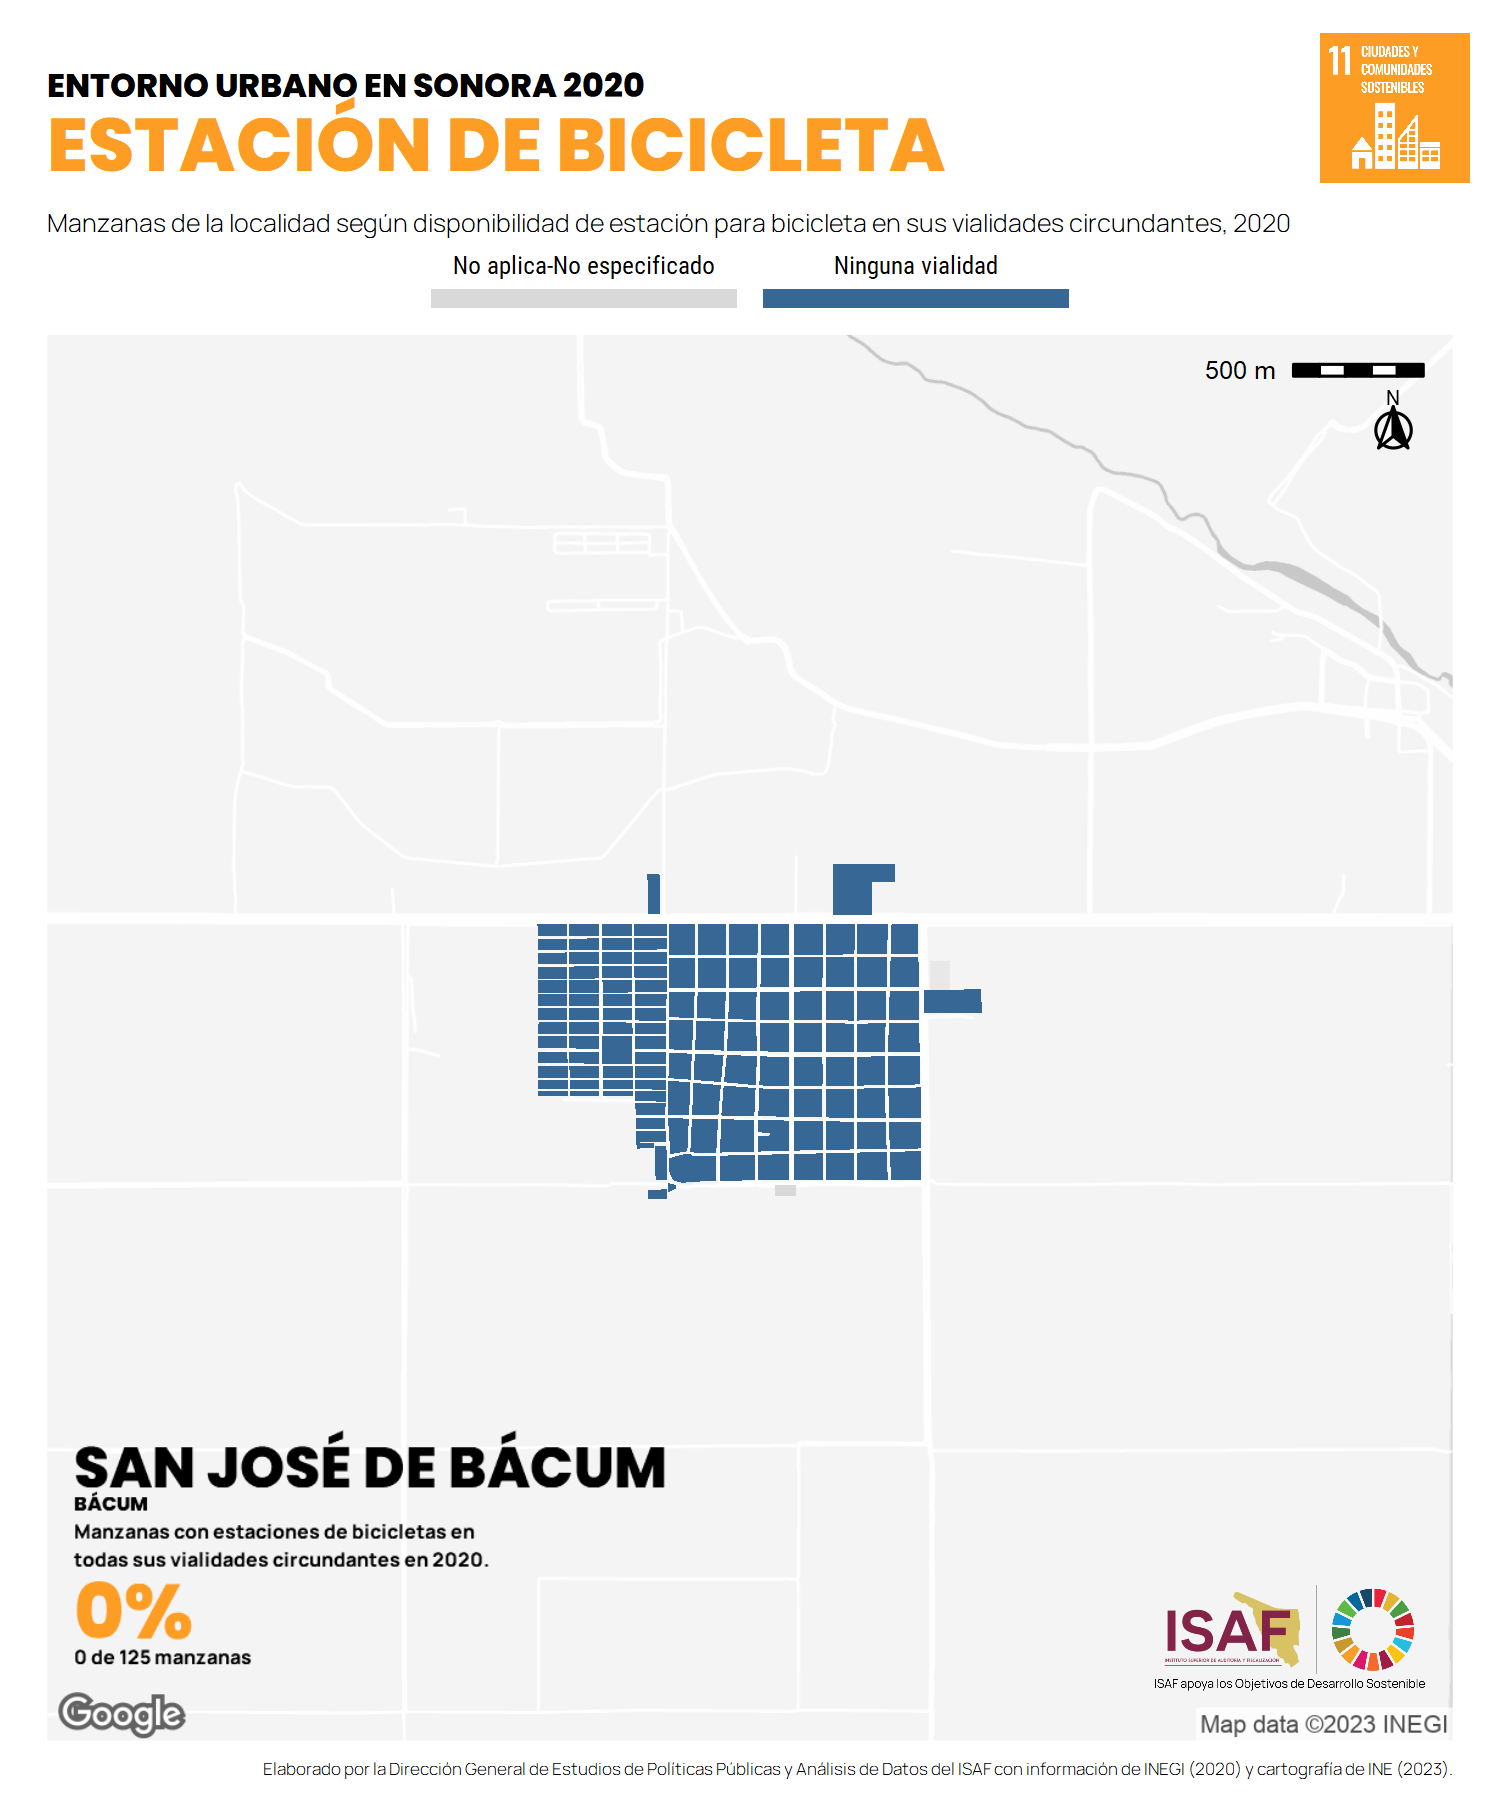 ENTORNO URBANO EN SONORA 2020
ESTACIÓN DE BICICLETA
11 CIUDADES Y
COMUNIDADES
SOSTENIBLES
Manzanas de la localidad según disponibilidad de estación para bicicleta en sus vialidades circundantes, 2020
No aplica-No especificado
Ninguna vialidad
500 m
N
SAN JOSÉ DE BÁCUM
BÁCUM
Manzanas con estaciones de bicicletas en
todas sus vialidades circundantes en 2020.
0%
0 de 125 manzanas
ISAF
INSTITUTO SUPERIOR DE AUDITORÍA Y FISCALIZACIÓN
ISAF apoya los Objetivos de Desarrollo Sostenible
Google
Map data ©2023 INEGI
Elaborado por la Dirección General de Estudios de Políticas Públicas y Análisis de Datos del ISAF con información de INEGI (2020) y cartografía de INE (2023).